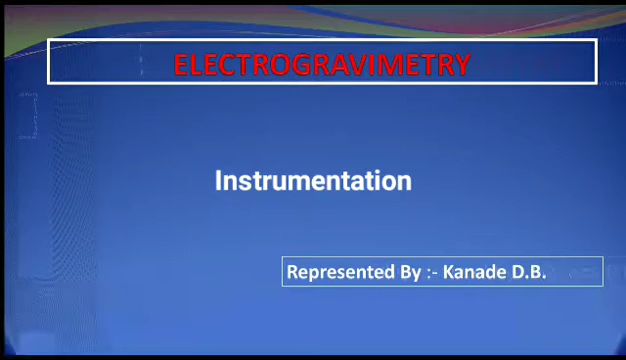 ELECTROGRAVIMETRY
Instrumentation
Represented By :- Kanade D.B.